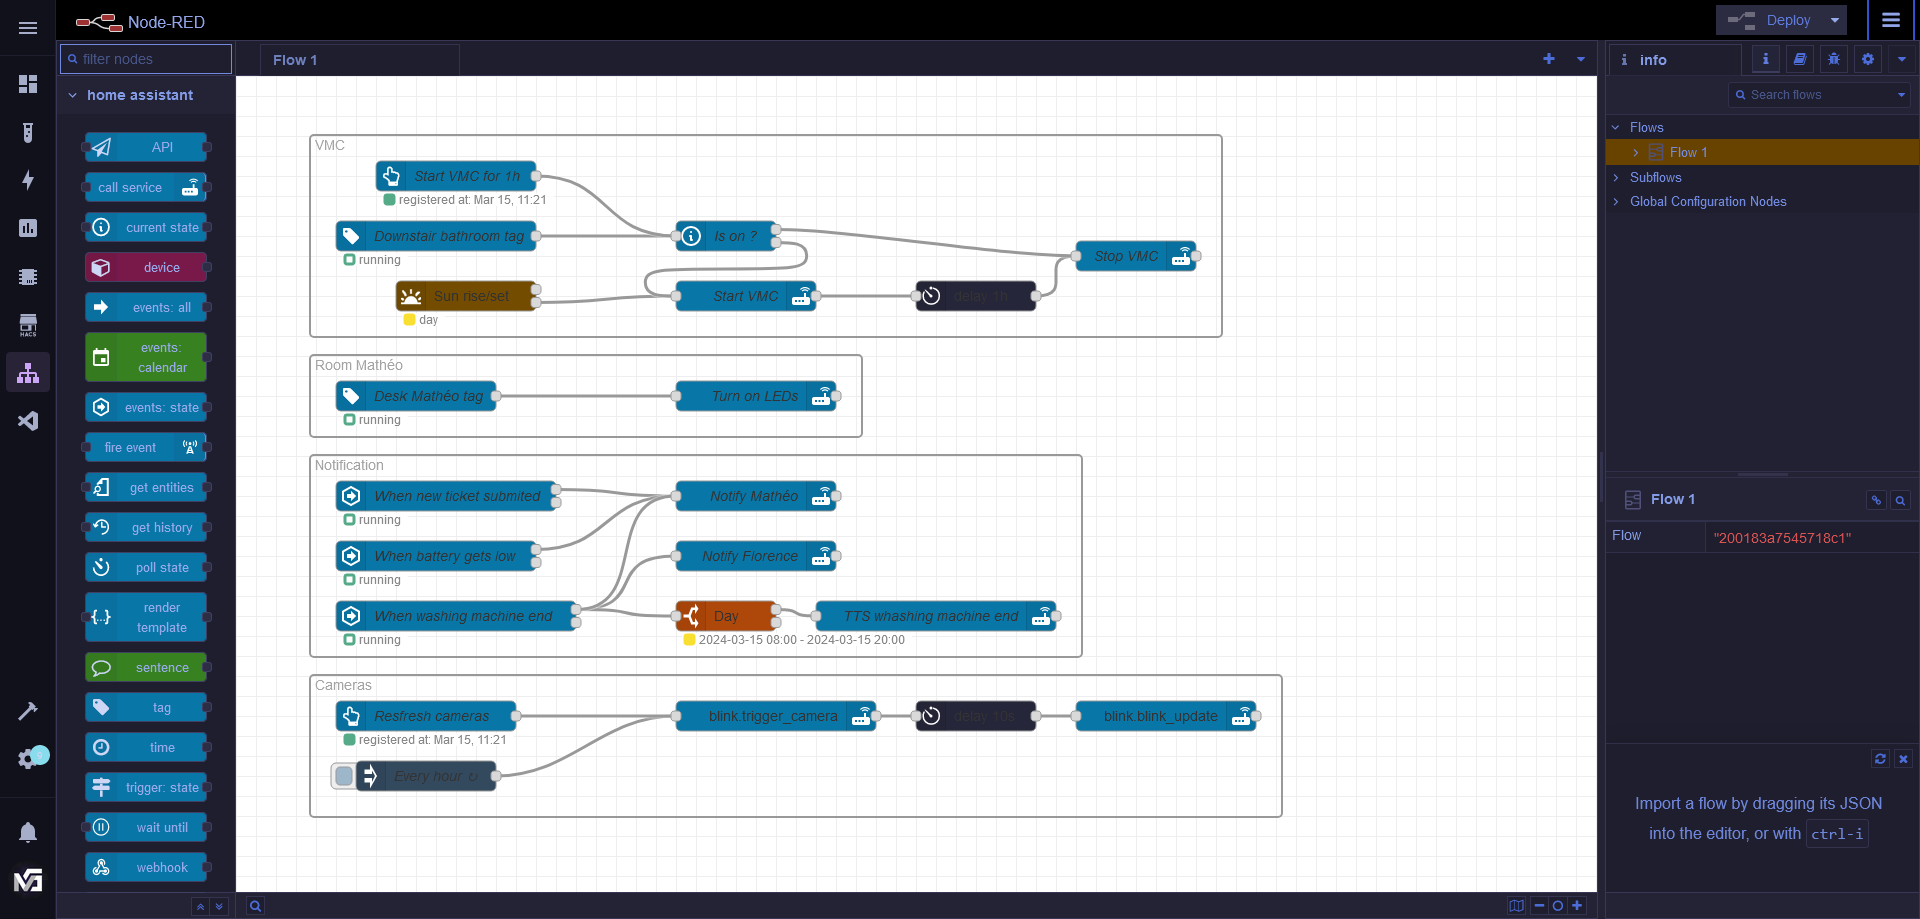 Node-RED
Deploy
filter nodes
Flow 1
info
home assistant
Search flows
API
call service
current state
device
events: all
events:
calendar
events: state
fire event
get entities
get history
poll state
render
template
sentence
tag
time
trigger: state
wait until
webhook
HACS
VMC
Start VMC for 1h
registered at: Mar 15, 11:21
Downstair bathroom tag
running
Is on ?
Stop VMC
Sun rise/set
day
Start VMC
delay 1h
Room Mathéo
Desk Mathéo tag
running
Turn on LEDs
Notification
When new ticket submited
running
Notify Mathéo
When battery gets low
running
Notify Florence
When washing machine end
running
Day
2024-03-15 08:00 - 2024-03-15 20:00
TTS whashing machine end
Cameras
Resfresh cameras
registered at: Mar 15, 11:21
blink.trigger_camera
delay 10s
blink.blink_update
Every hour ↻
Flows
Flow 1
Subflows
Global Configuration Nodes
Flow 1
Flow
"200183a7545718c1"
Import a flow by dragging its JSON
into the editor, or with ctrl-i